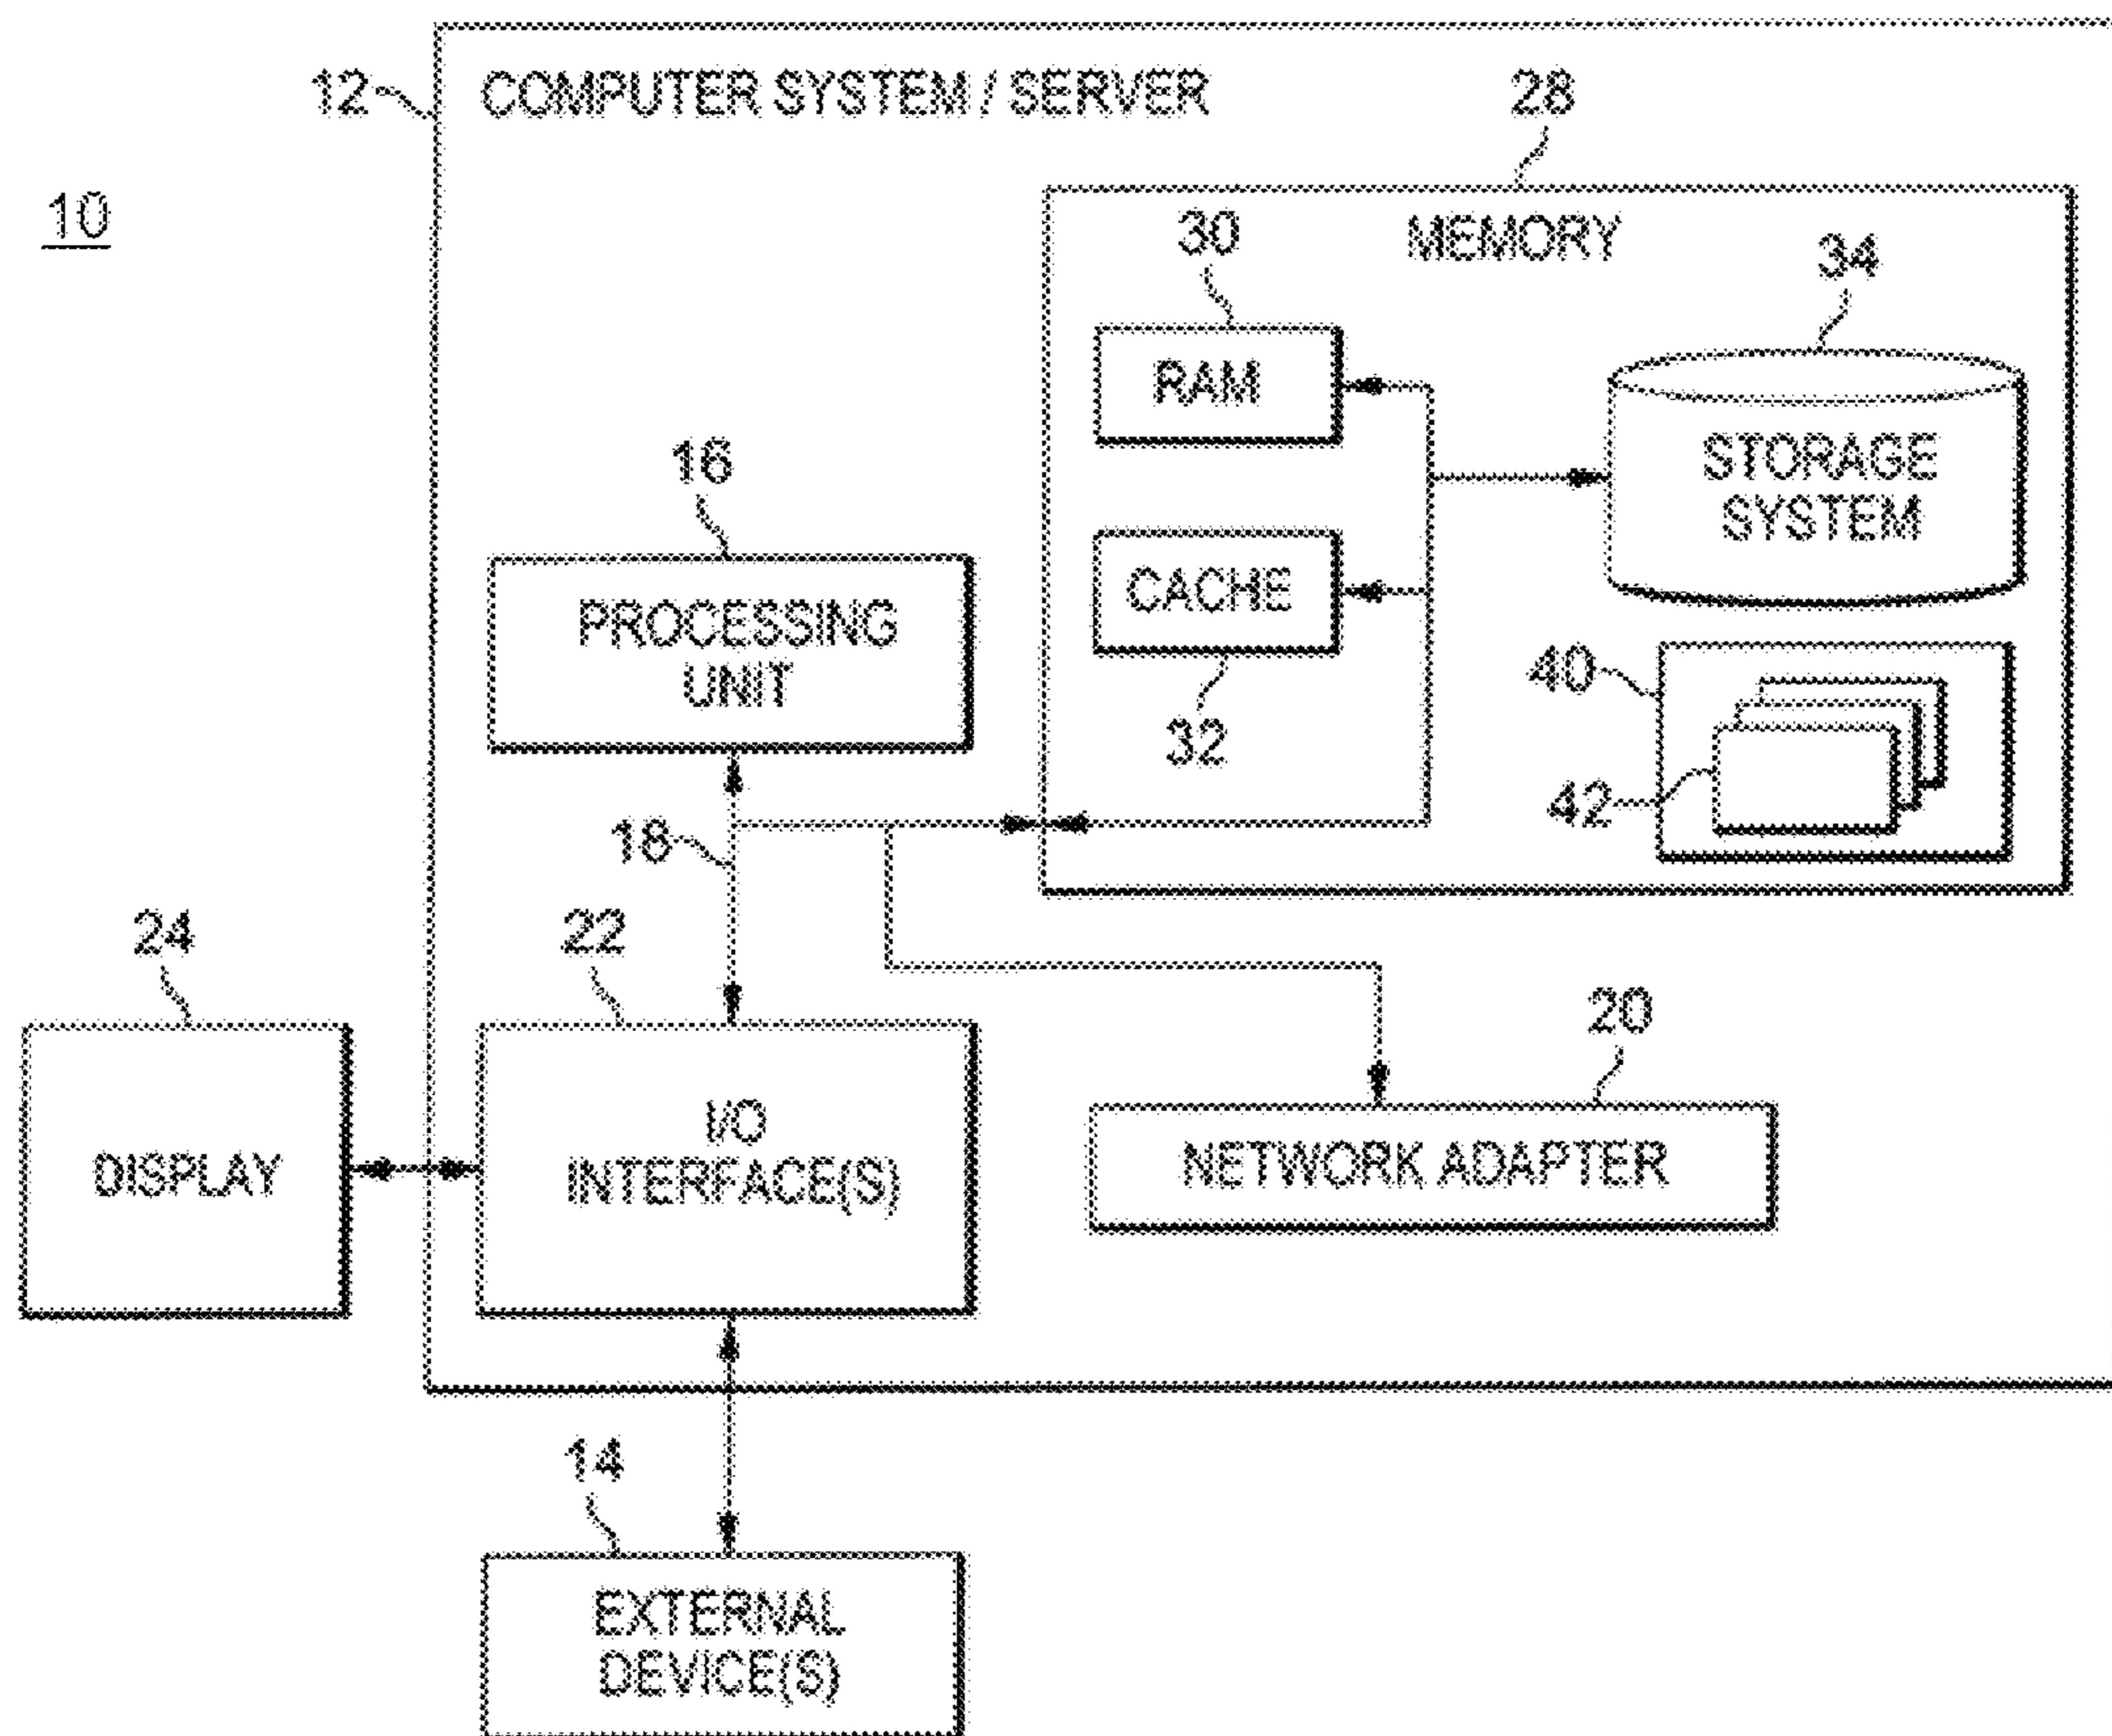 12
COMPUTER SYSTEM / SERVER
28
10
30
MEMORY
34
RAM
16
STORAGE
SYSTEM
PROCESSING
UNIT
CACHE
40
32
42
18
24
22
20
DISPLAY
I/O
INTERFACE(S)
NETWORK ADAPTER
14
EXTERNAL
DEVICE(S)